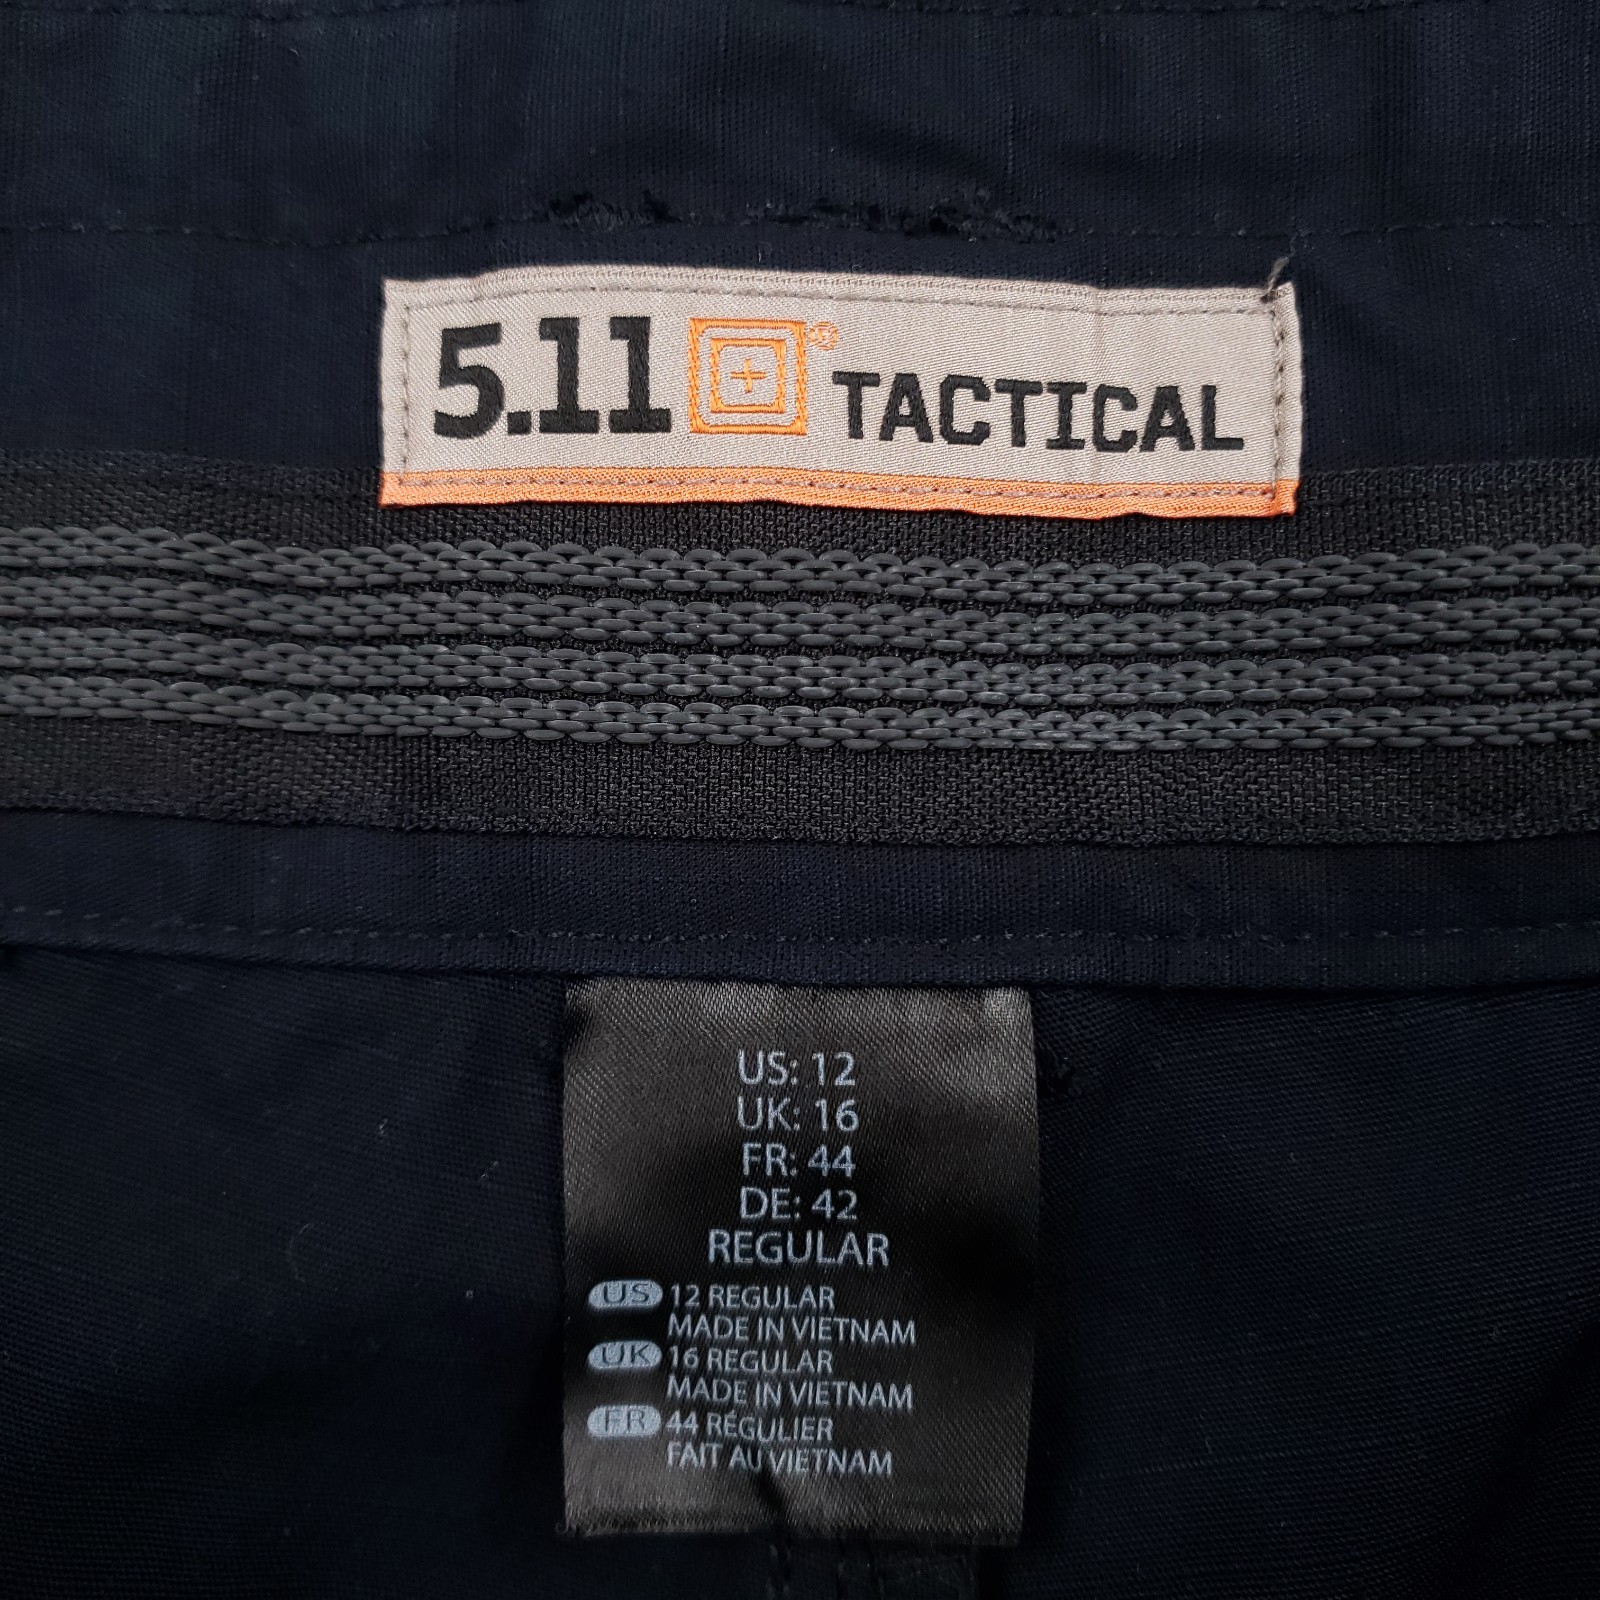 5.11® TACTICAL
US: 12
UK: 16
FR: 44
DE: 42
REGULAR
US 12 REGULAR
MADE IN VIETNAM
UK 16 REGULAR
MADE IN VIETNAM
FR 44 RÉGULIER
FAIT AU VIETNAM